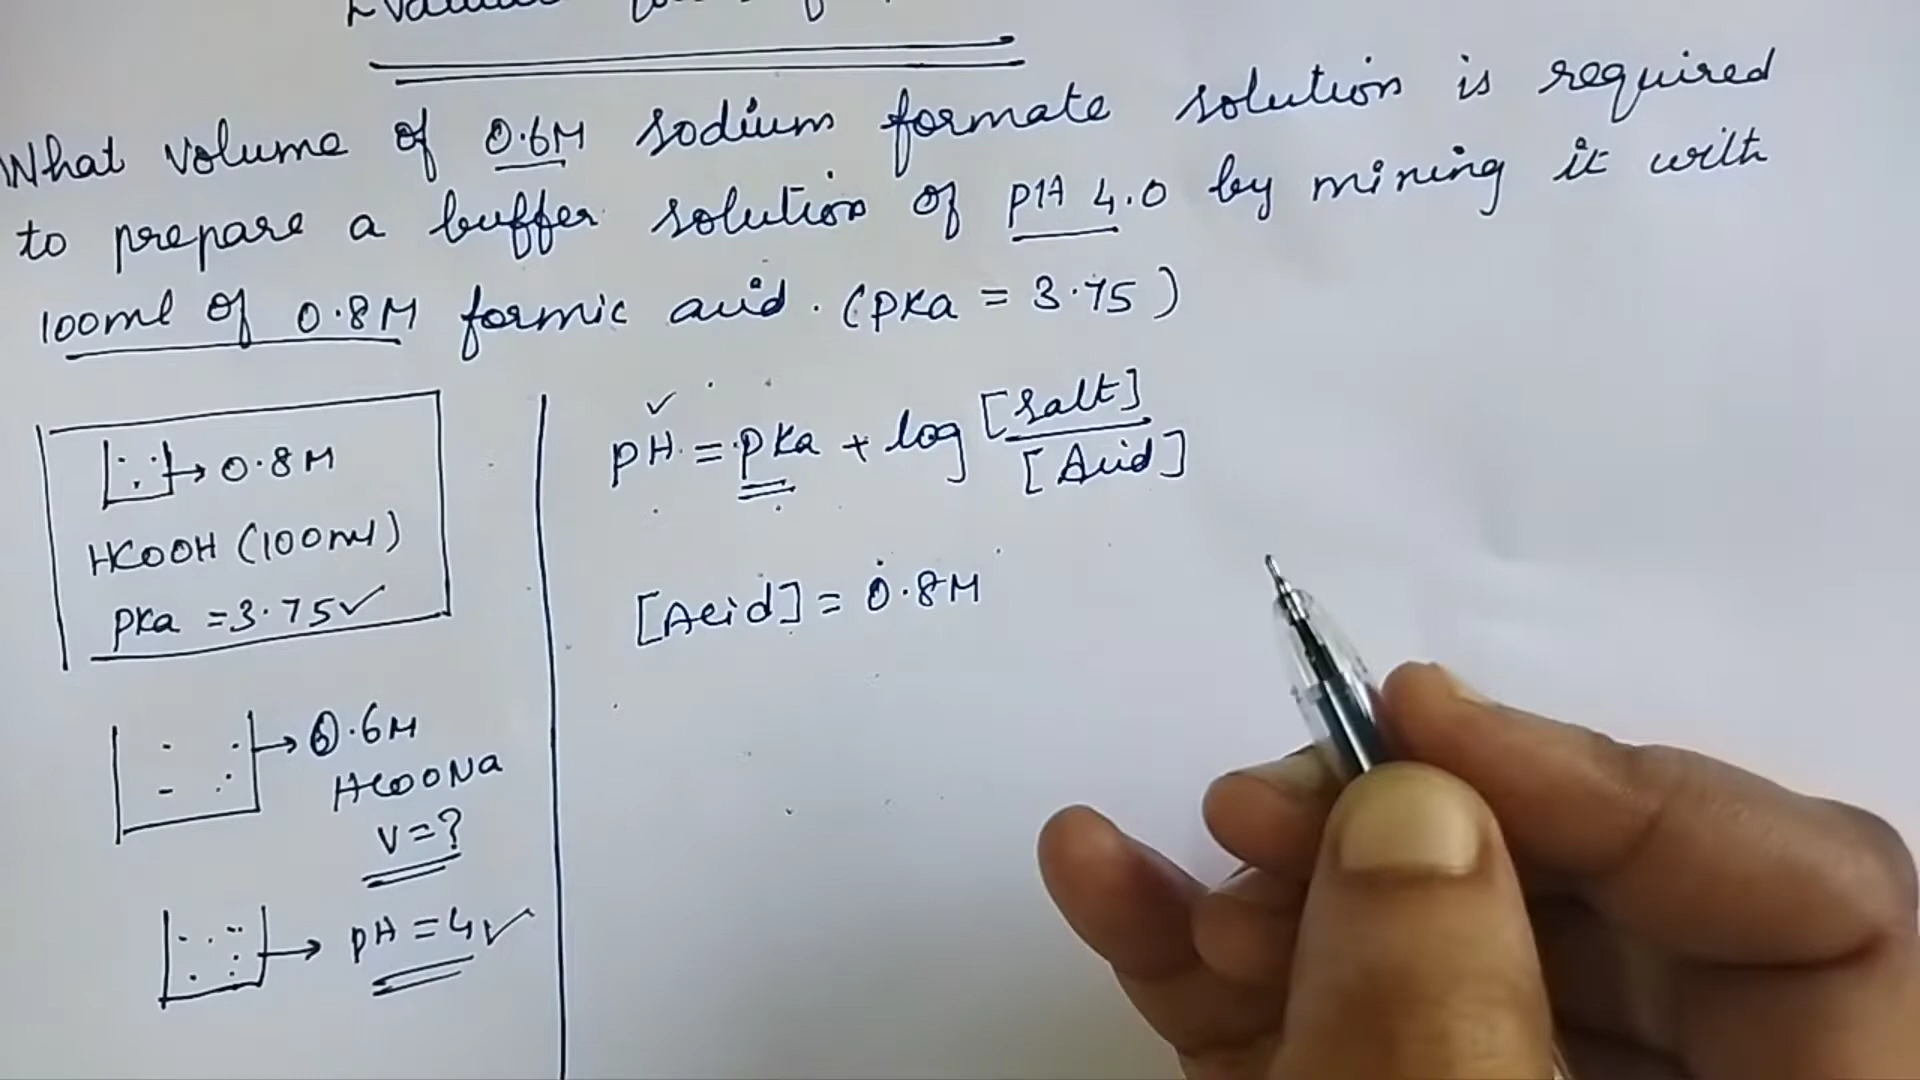 What volume of 0.6M sodium formate solution is required
to prepare a buffer solution of pH 4.0 by mixing it with
100ml of 0.8M formic acid. (pKa = 3.75)
0.8M
HCOOH (100ml)
pKa = 3.75 ✓
0.6M
HCOONa
V = ?
pH = 4 ✓
✓
pH = pKa + log [Salt]
[Acid]
[Acid] = 0.8M